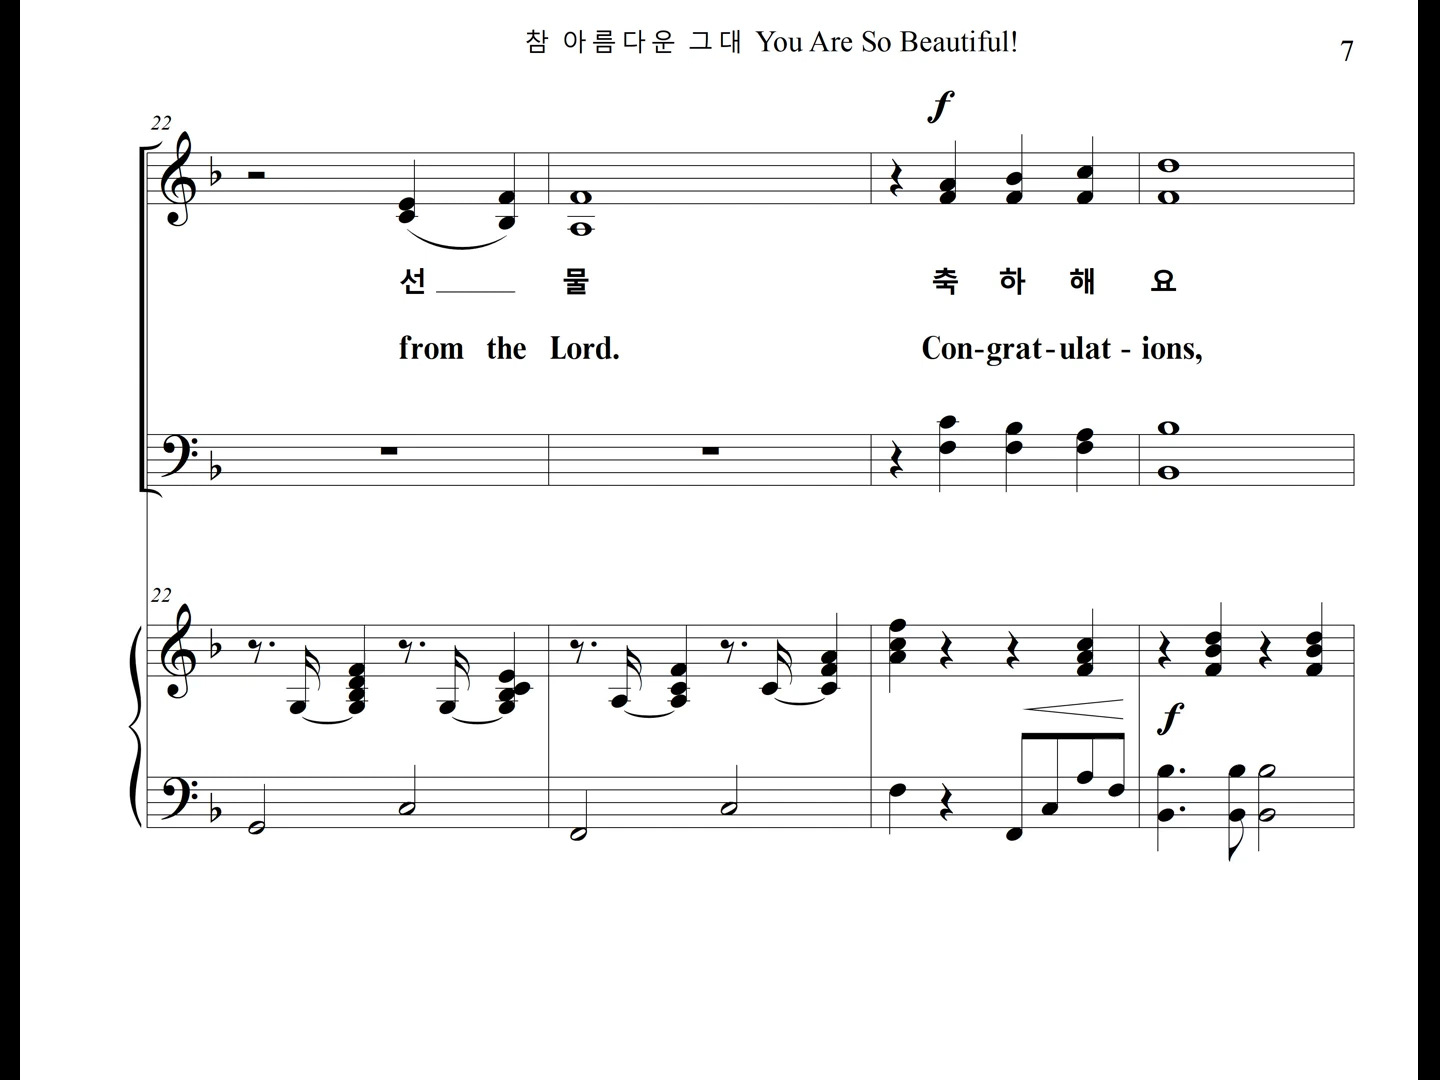 참 아름다운 그대 You Are So Beautiful!
7
f
22
선 ____ 물 축 하 해 요
from the Lord. Con-grat-ulat - ions,
22
f